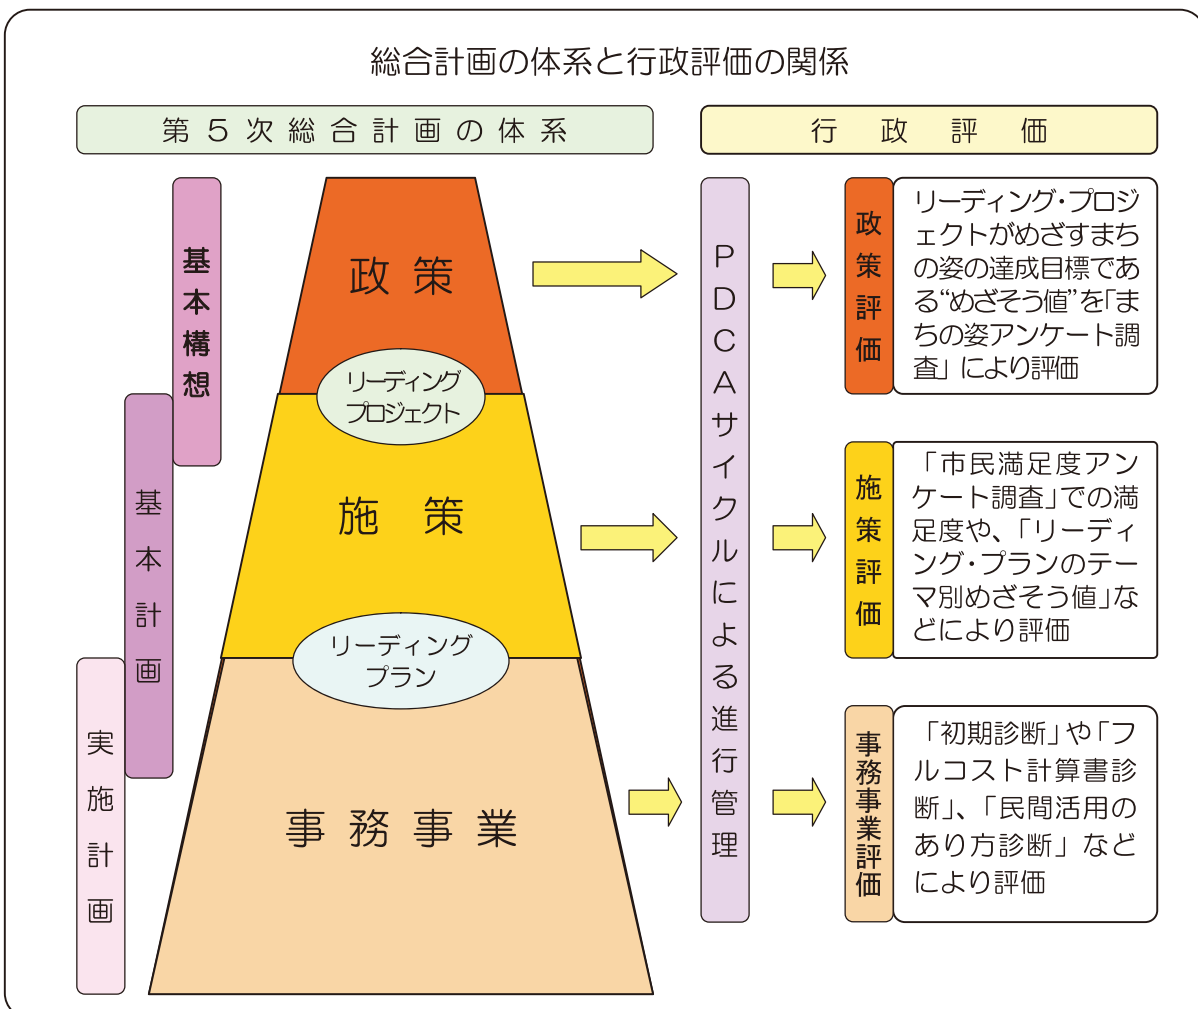 総合計画の体系と行政評価の関係
第5次総合計画の体系
行政評価
基本構想
基本計画
実施計画
政策
リーディング
プロジェクト
施策
リーディング
プラン
事務事業
PDCAサイクルによる進行管理
政策評価
リーディング・プロジ
ェクトがめざすまち
の姿の達成目標であ
る“めざそう値”を「ま
ちの姿アンケート調
査」により評価
施策評価
「市民満足度アン
ケート調査」での満
足度や、「リーディ
ング・プランのテー
マ別めざそう値」な
どにより評価
事務事業評価
「初期診断」や「フ
ルコスト計算書診
断」、「民間活用の
あり方診断」など
により評価